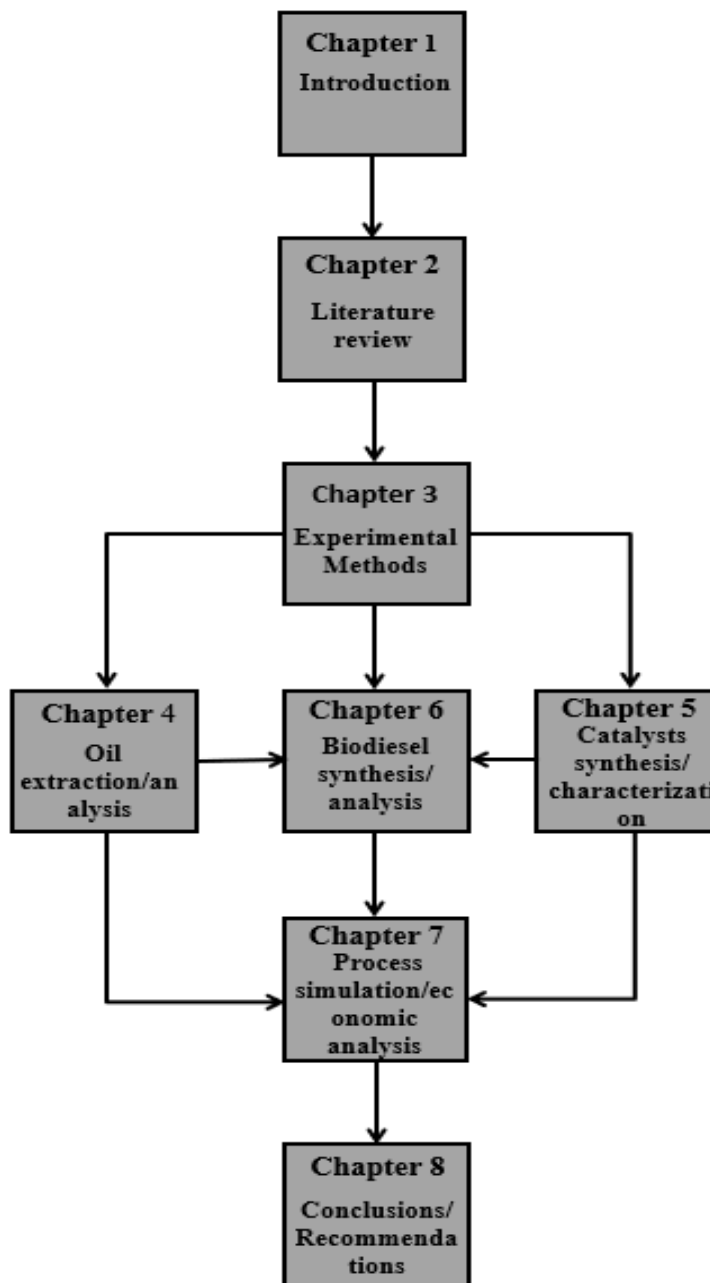 Chapter 1
Introduction
Chapter 2
Literature
review
Chapter 3
Experimental
Methods
Chapter 4
Oil
extraction/an
alysis
Chapter 6
Biodiesel
synthesis/
analysis
Chapter 5
Catalysts
synthesis/
characterizati
on
Chapter 7
Process
simulation/ec
onomic
analysis
Chapter 8
Conclusions/
Recommenda
tions